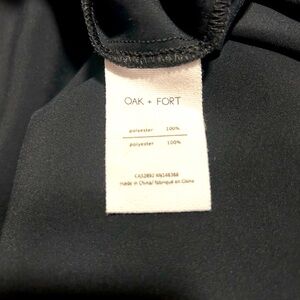 OAK + FORT
polyester 100%
polyester 100%
Made in China/ fabriqué en Chine